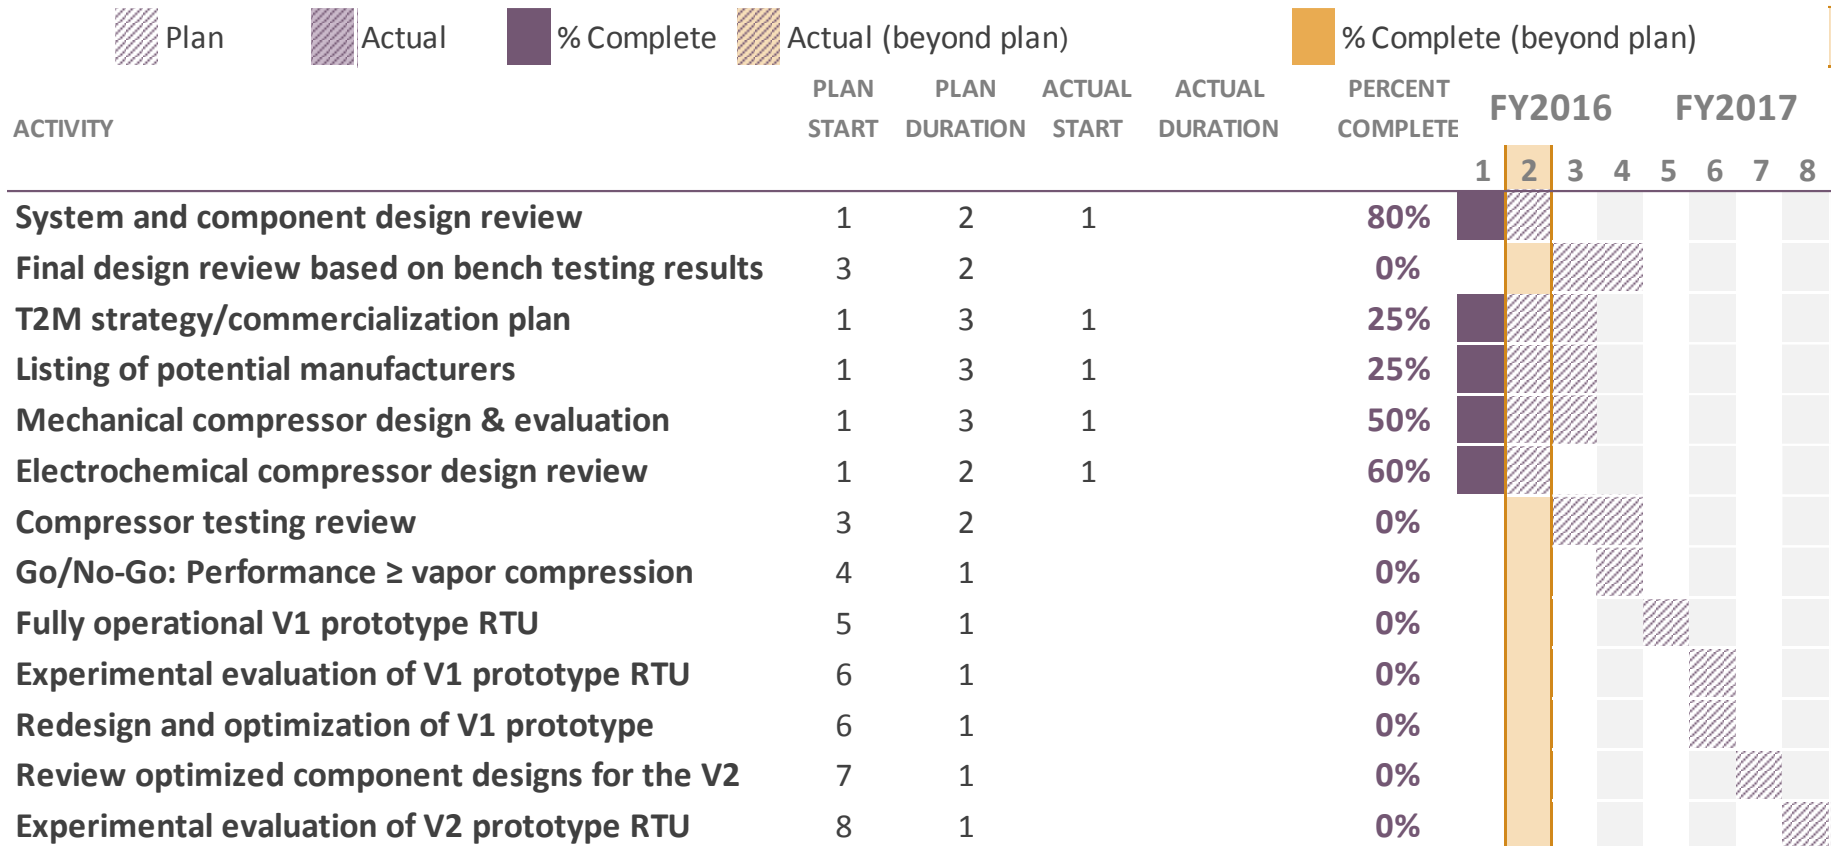 Plan Actual % Complete Actual (beyond plan) % Complete (beyond plan)
PLAN PLAN ACTUAL ACTUAL PERCENT
ACTIVITY START DURATION START DURATION COMPLETE FY2016 FY2017
1 2 3 4 5 6 7 8
System and component design review 1 2 1 80%
Final design review based on bench testing results 3 2 0%
T2M strategy/commercialization plan 1 3 1 25%
Listing of potential manufacturers 1 3 1 25%
Mechanical compressor design & evaluation 1 3 1 50%
Electrochemical compressor design review 1 2 1 60%
Compressor testing review 3 2 0%
Go/No-Go: Performance ≥ vapor compression 4 1 0%
Fully operational V1 prototype RTU 5 1 0%
Experimental evaluation of V1 prototype RTU 6 1 0%
Redesign and optimization of V1 prototype 6 1 0%
Review optimized component designs for the V2 7 1 0%
Experimental evaluation of V2 prototype RTU 8 1 0%